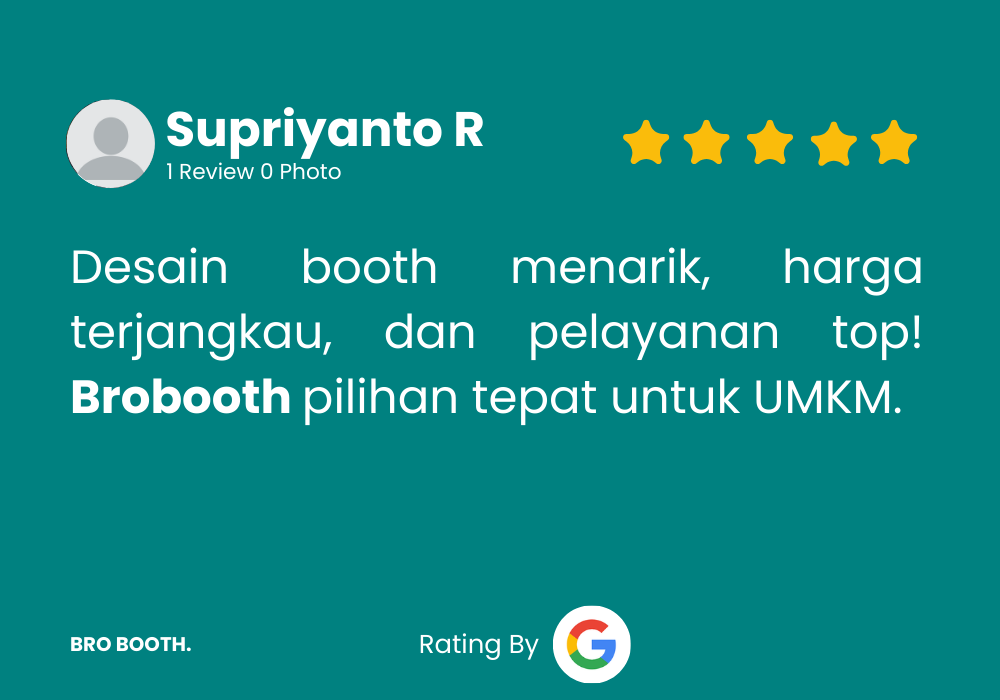 Supriyanto R
1 Review 0 Photo
Desain booth menarik, harga
terjangkau, dan pelayanan top!
Brobooth pilihan tepat untuk UMKM.
BRO BOOTH.
Rating By
G